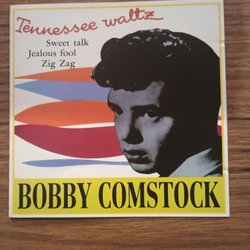 Tennessee waltz
Sweet talk
Jealous fool
Zig Zag
BOBBY COMSTOCK